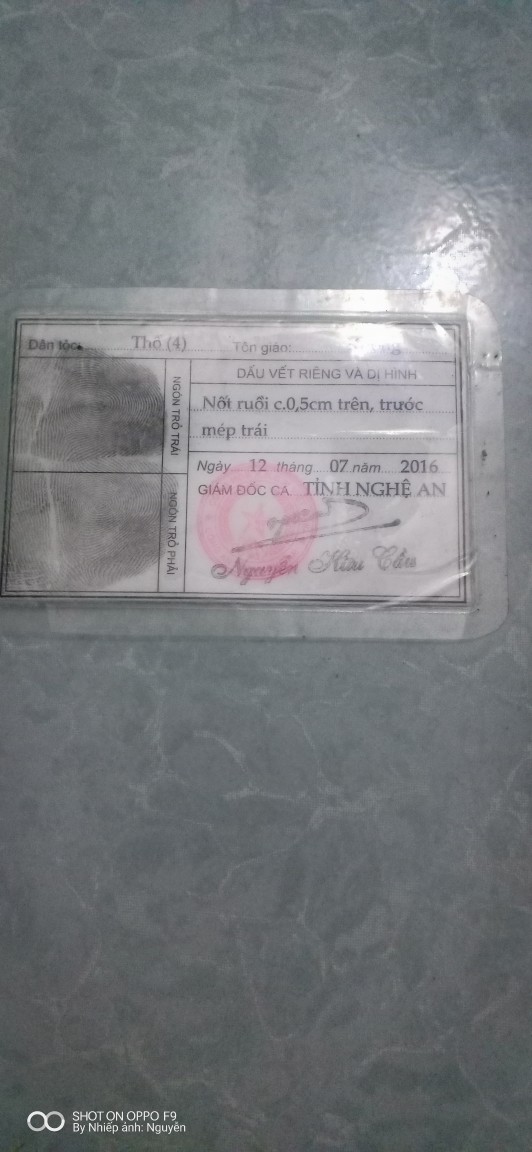 Dân tộc: Thổ (4) Tôn giáo:
DẤU VẾT RIÊNG VÀ DỊ HÌNH
Nốt ruồi c.0,5cm trên, trước
mép trái
NGÓN TRỎ TRÁI
NGÓN TRỎ PHẢI
Ngày 12 tháng 07 năm 2016
GIÁM ĐỐC CA. TỈNH NGHỆ AN
Nguyễn Hữu Cầu
SHOT ON OPPO F9
By Nhiếp ảnh: Nguyên